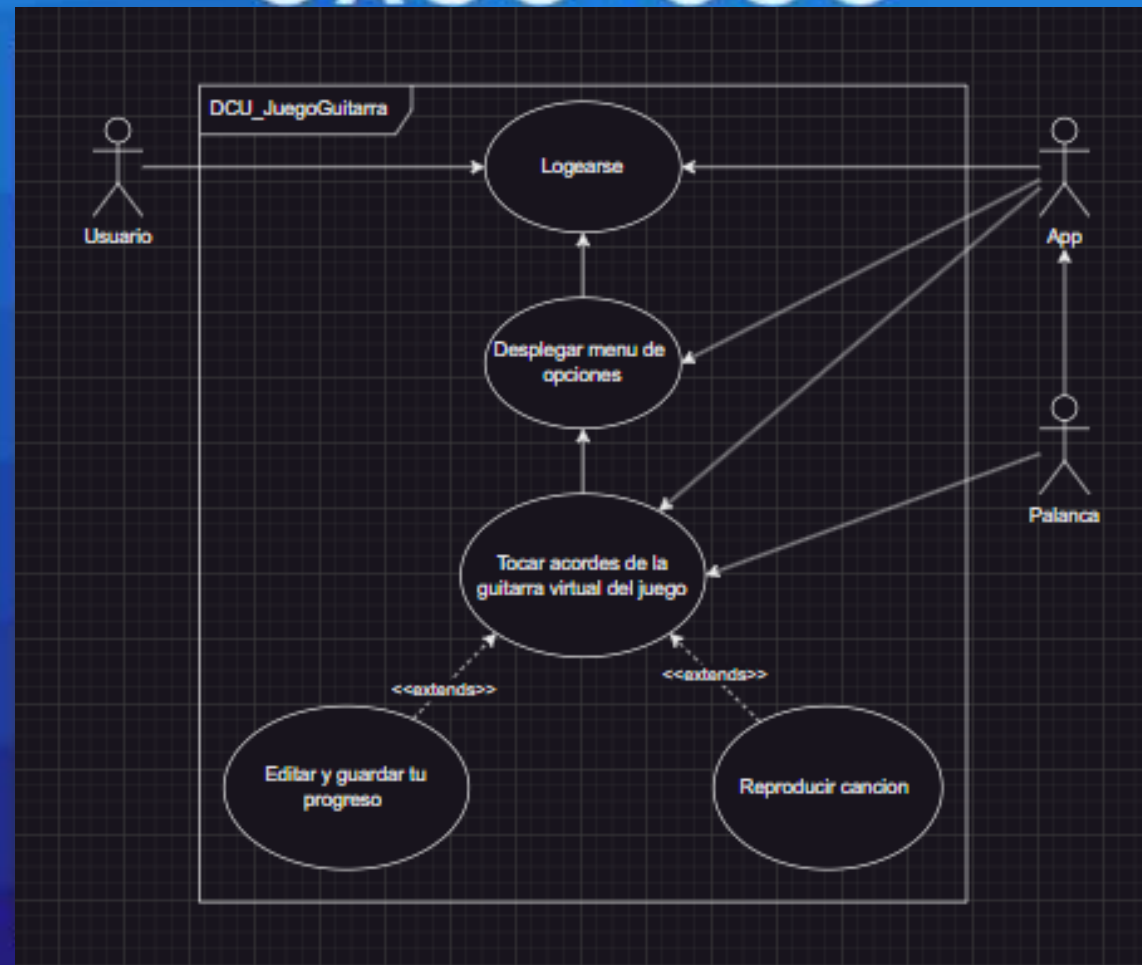 DCU_JuegoGuitarra
Logearse
Usuario
App
Desplegar menu de
opciones
Palanca
Tocar acordes de la
guitarra virtual del juego
<<extends>>
<<extends>>
Editar y guardar tu
progreso
Reproducir cancion